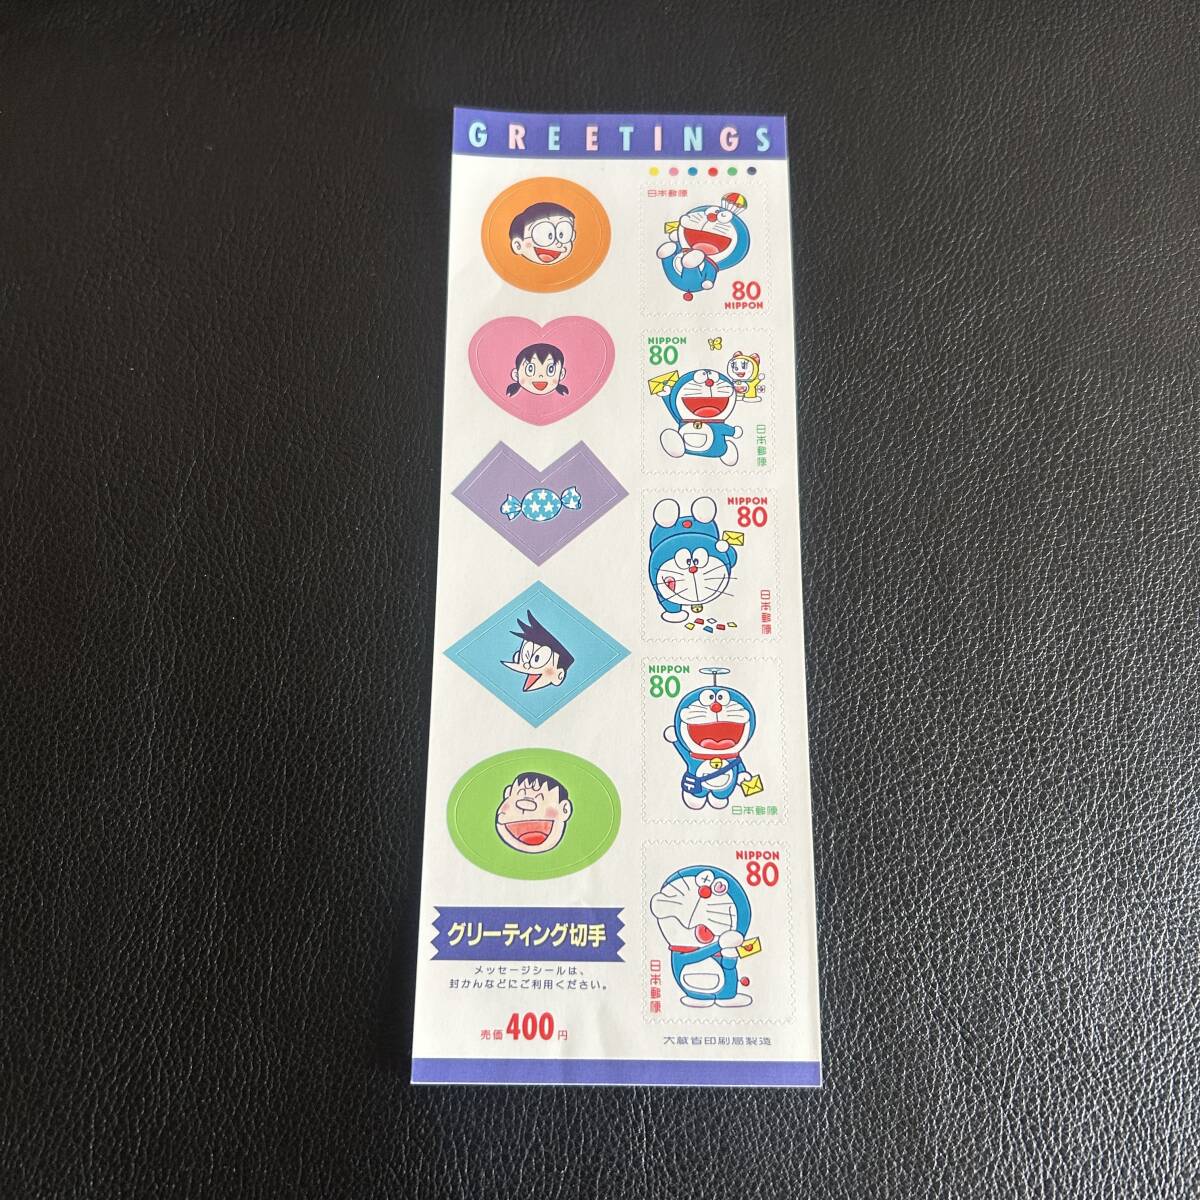 GREETINGS
日本郵便
80
NIPPON
NIPPON
80
日本郵便
NIPPON
80
日本郵便
NIPPON
80
日本郵便
NIPPON
80
日本郵便
グリーティング切手
メッセージシールは、
封かんなどにご利用ください。
売価400円
大蔵省印刷局製造